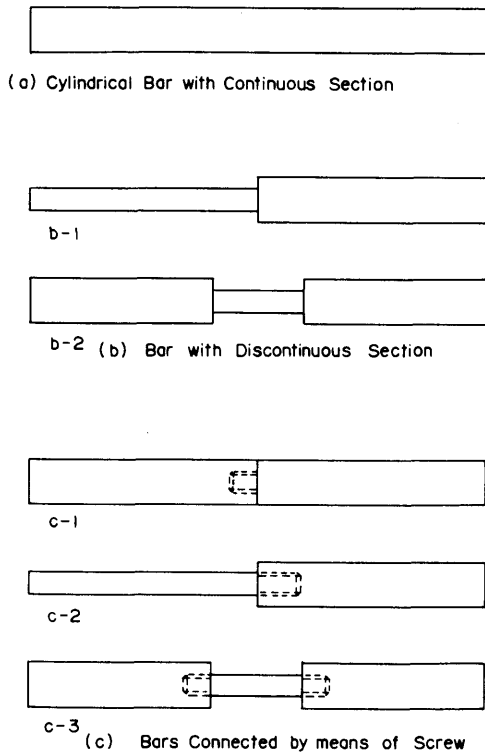 (a) Cylindrical Bar with Continuous Section
b-1
b-2 (b) Bar with Discontinuous Section
c-1
c-2
c-3 (c) Bars Connected by means of Screw